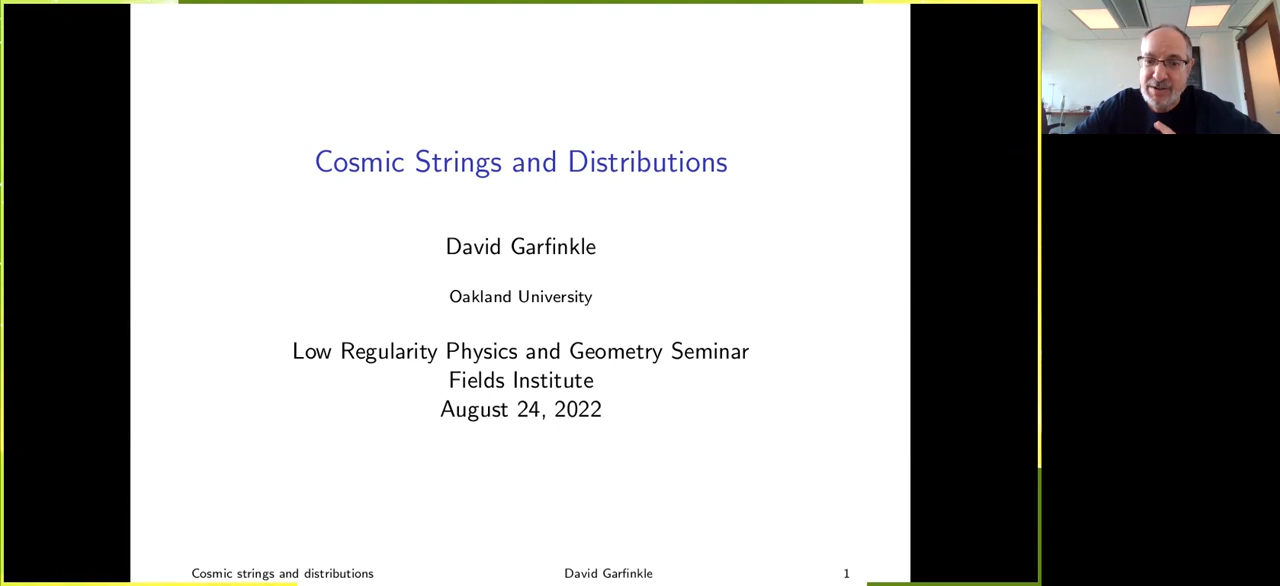 Cosmic Strings and Distributions
David Garfinkle
Oakland University
Low Regularity Physics and Geometry Seminar
Fields Institute
August 24, 2022
Cosmic strings and distributions David Garfinkle 1